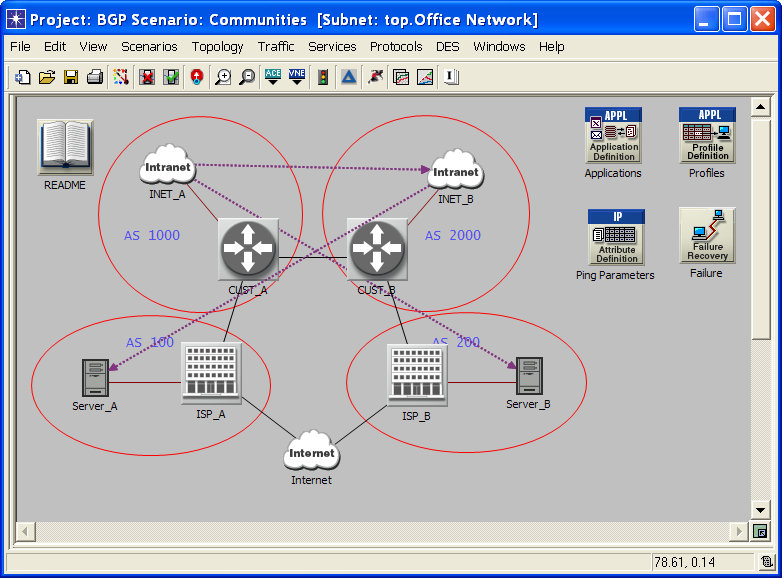 Project: BGP Scenario: Communities [Subnet: top.Office Network]
File Edit View Scenarios Topology Traffic Services Protocols DES Windows Help
ACE VNE
README
Intranet
INET_A
Intranet
INET_B
AS 1000
AS 2000
CUST_A
CUST_B
AS 100
AS 200
Server_A
ISP_A
ISP_B
Server_B
Internet
Internet
APPL
Application
Definition
Applications
APPL
Profile
Definition
Profiles
IP
Attribute
Definition
Ping Parameters
Failure
Recovery
Failure
78.61, 0.14